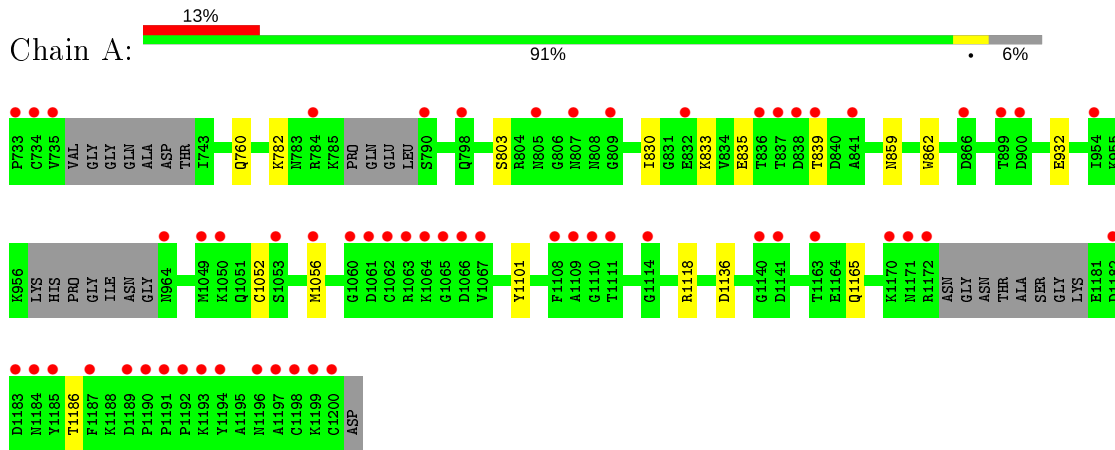 13%
Chain A:
91% • 6%
P733 C734 V735 VAL GLY GLY GLN ALA ASP THR I743 Q760 K782 N783 R784 K785 PRO GLN GLU LEU S790 Q798 S803 R804 N805 G806 N807 N808 G809 I830 G831 E832 K833 V834 E835 T836 T837 D838 T839 D840 A841 N859 W862 D866 T899 D900 E932 I954
K956 LYS HIS PRO GLY ILE ASN GLY N964 M1049 K1050 Q1051 C1052 S1053 M1056 G1060 D1061 C1062 R1063 K1064 G1065 D1066 V1067 Y1101 F1108 A1109 G1110 T1111 G1114 R1118 D1136 G1140 D1141 T1163 E1164 Q1165 K1170 N1171 R1172 ASN GLY ASN THR ALA SER GLY LYS E1181
D1183 N1184 Y1185 T1186 F1187 K1188 D1189 P1190 P1191 P1192 K1193 Y1194 A1195 N1196 A1197 C1198 K1199 C1200 ASP